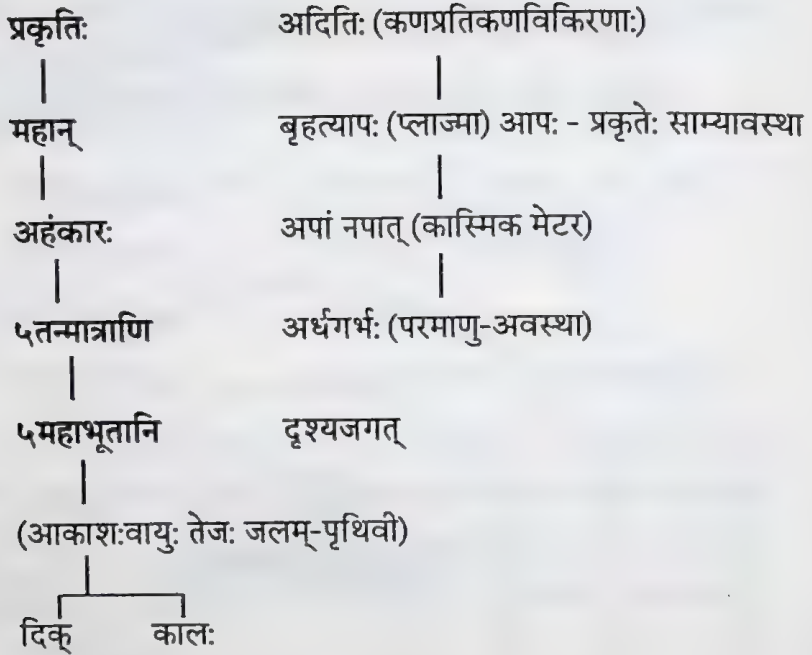 प्रकृतिः अदितिः (कणप्रतिकणविकिरणाः)
महान् बृहत्यापः (प्लाज्मा) आपः - प्रकृतेः साम्यावस्था
अहंकारः अपां नपात् (कास्मिक मेटर)
५तन्मात्राणि अर्धगर्भः (परमाणु-अवस्था)
५महाभूतानि दृश्यजगत्
(आकाशःवायुः तेजः जलम्-पृथिवी)
दिक् कालः